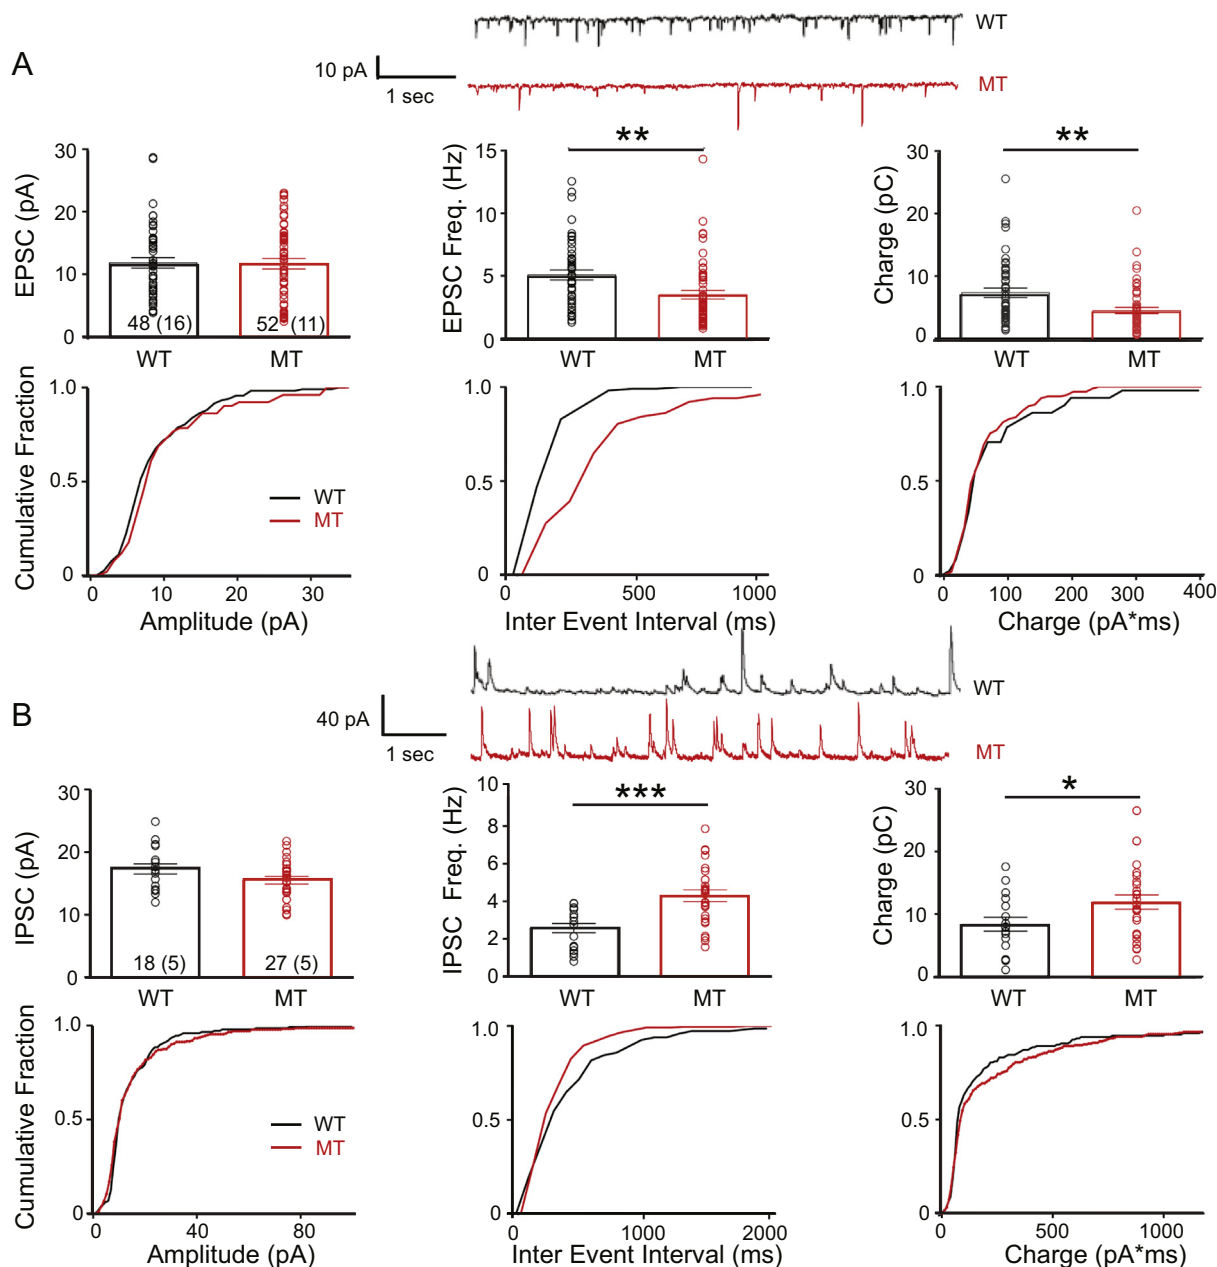 WT
A
10 pA
1 sec
MT
**
**
EPSC (pA)
30
20
10
0
48 (16)
52 (11)
WT
MT
EPSC Freq. (Hz)
15
10
5
0
WT
MT
Charge (pC)
30
20
10
0
WT
MT
Cumulative Fraction
1.0
0.5
0
WT
MT
0
10
20
30
Amplitude (pA)
1.0
0.5
0
0
500
1000
Inter Event Interval (ms)
1.0
0.5
0
0
100
200
300
400
Charge (pA*ms)
B
40 pA
1 sec
WT
MT
***
*
IPSC (pA)
30
20
10
0
18 (5)
27 (5)
WT
MT
IPSC Freq. (Hz)
10
8
6
4
2
0
WT
MT
Charge (pC)
30
20
10
0
WT
MT
Cumulative Fraction
1.0
0.5
0
WT
MT
0
40
80
Amplitude (pA)
1.0
0.5
0
0
1000
2000
Inter Event Interval (ms)
1.0
0.5
0
0
500
1000
Charge (pA*ms)